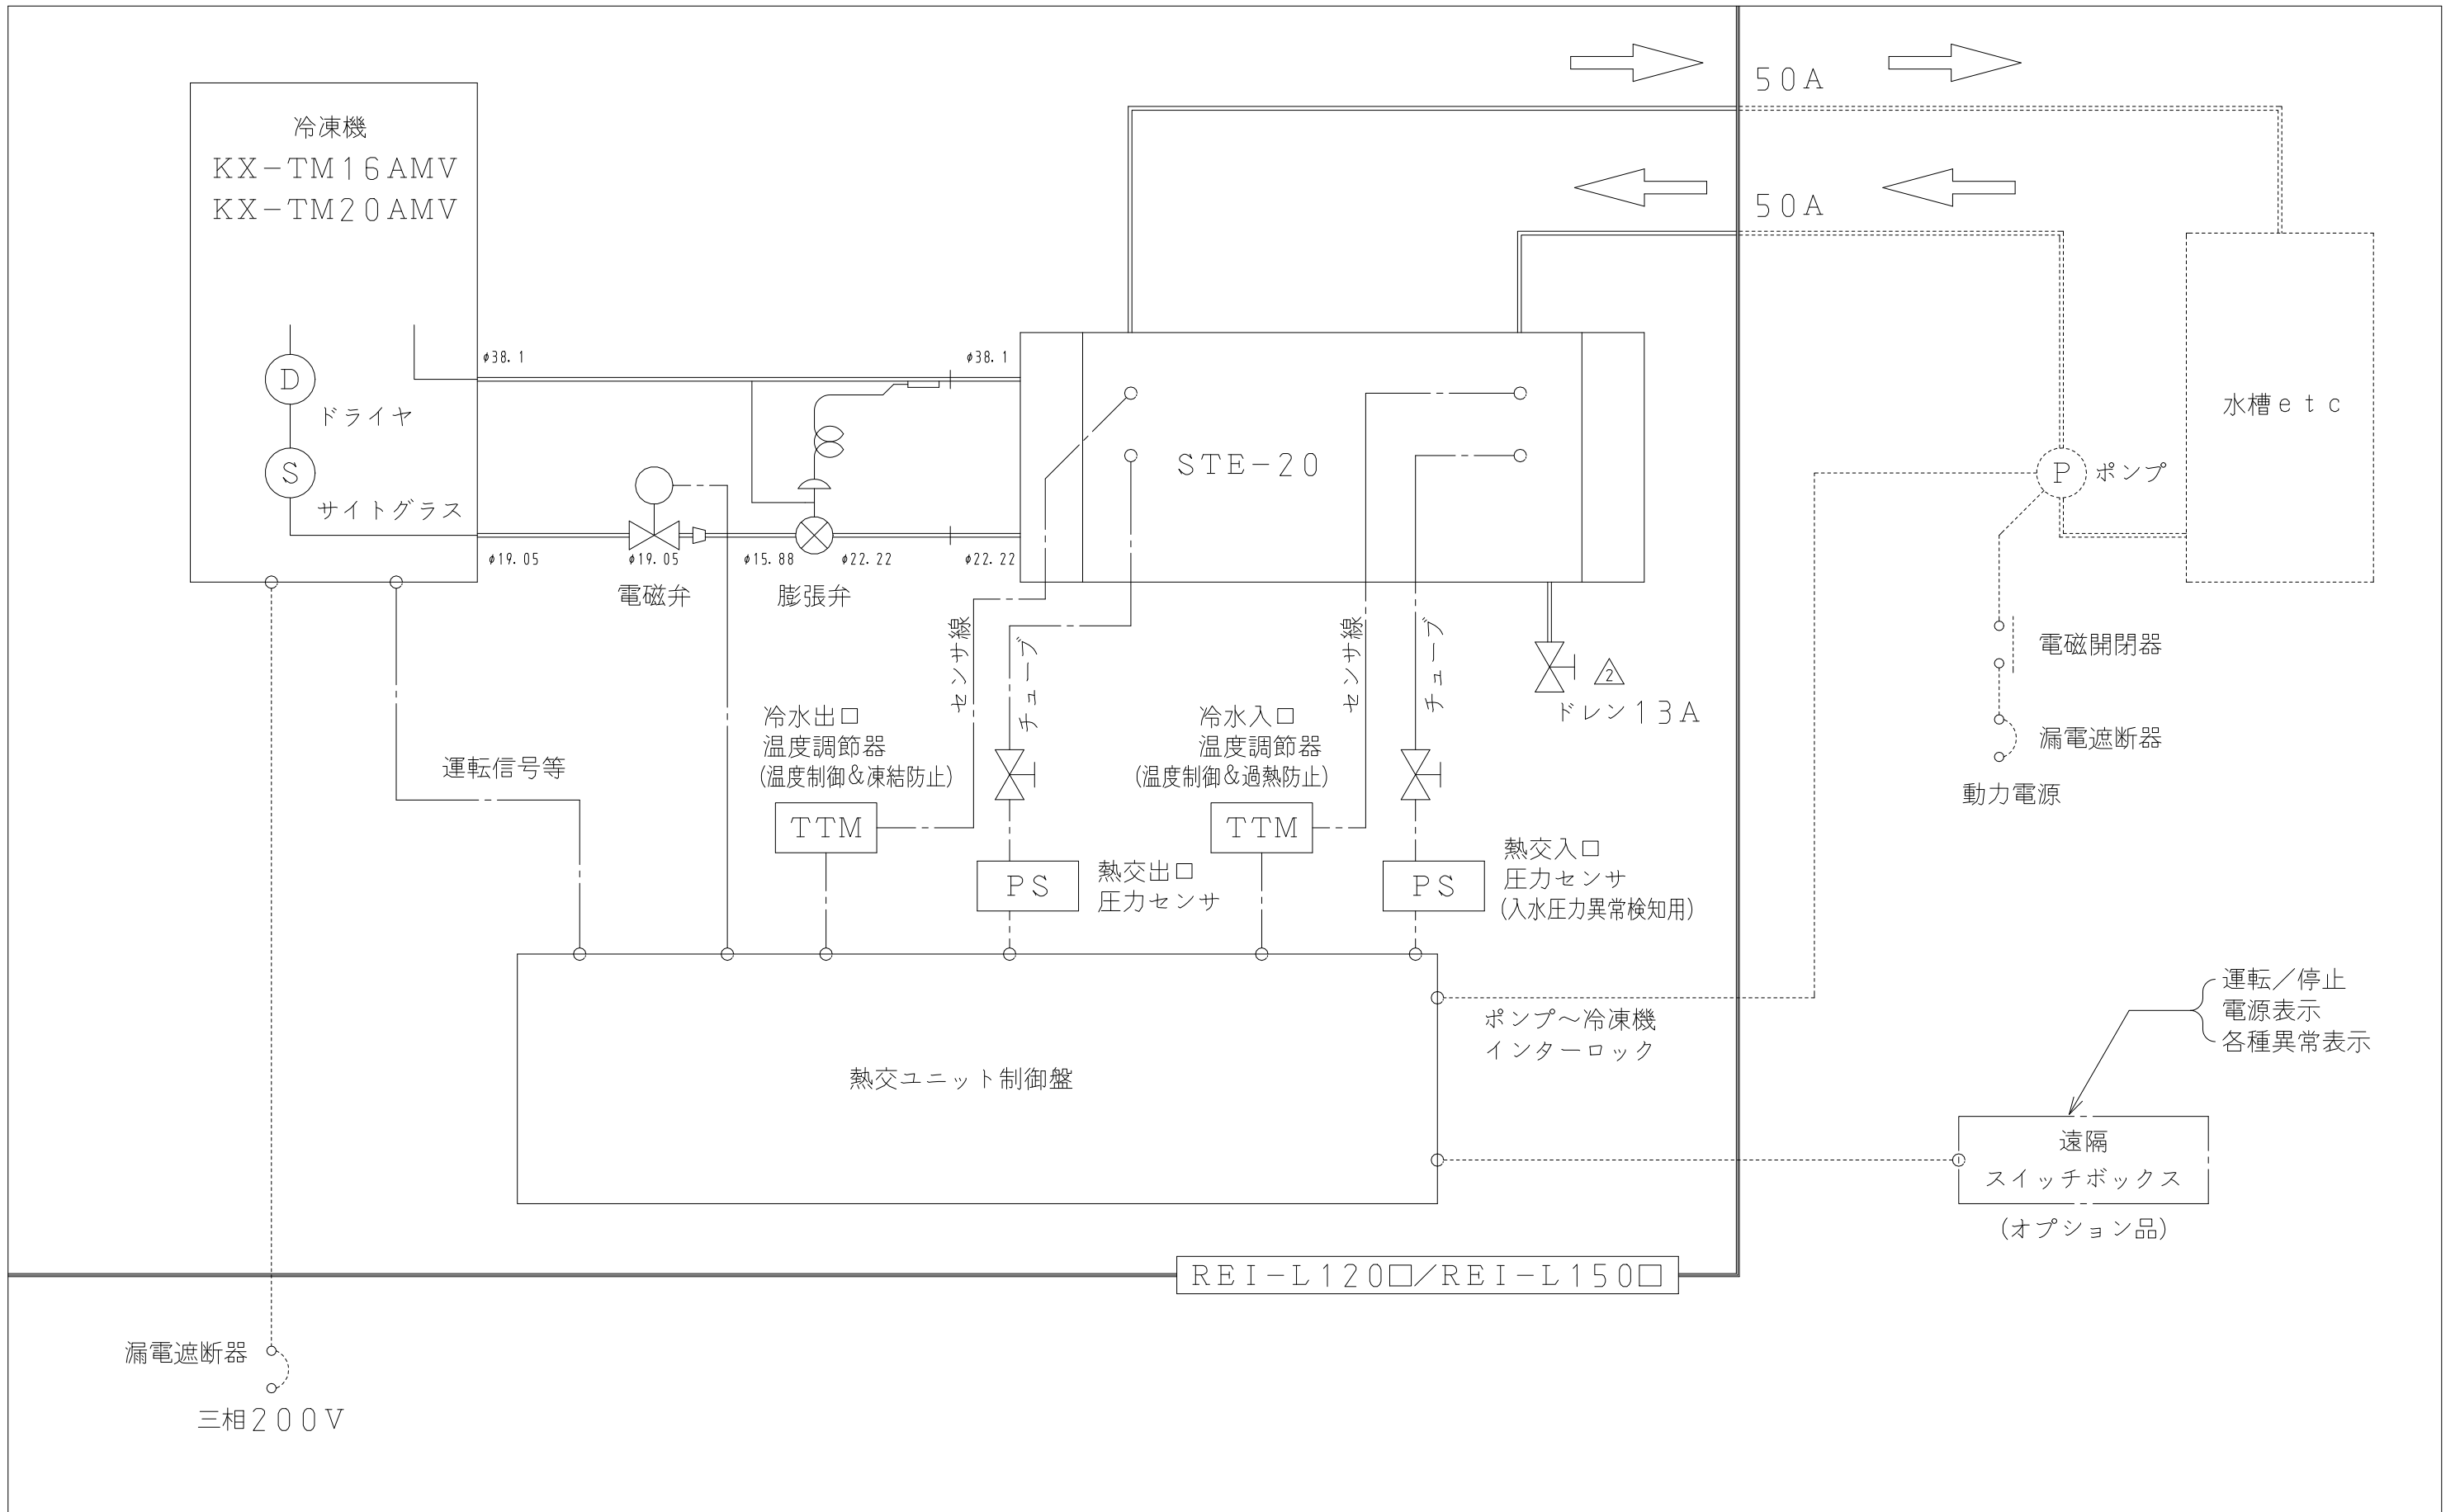 50A
50A
冷凍機
KX-TM16AMV
KX-TM20AMV
D
ドライヤ
S
サイトグラス
φ38.1
φ38.1
φ19.05
φ19.05
φ15.88
φ22.22
φ22.22
電磁弁
膨張弁
STE-20
水槽etc
P
ポンプ
電磁開閉器
漏電遮断器
動力電源
センサ線
チューブ
センサ線
チューブ
2
ドレン13A
運転信号等
冷水出口
温度調節器
(温度制御&凍結防止)
TTM
冷水入口
温度調節器
(温度制御&過熱防止)
TTM
PS
熱交出口
圧力センサ
PS
熱交入口
圧力センサ
(入水圧力異常検知用)
ポンプ~冷凍機
インターロック
熱交ユニット制御盤
運転/停止
電源表示
各種異常表示
遠隔
スイッチボックス
(オプション品)
REI-L120□/REI-L150□
漏電遮断器
三相200V